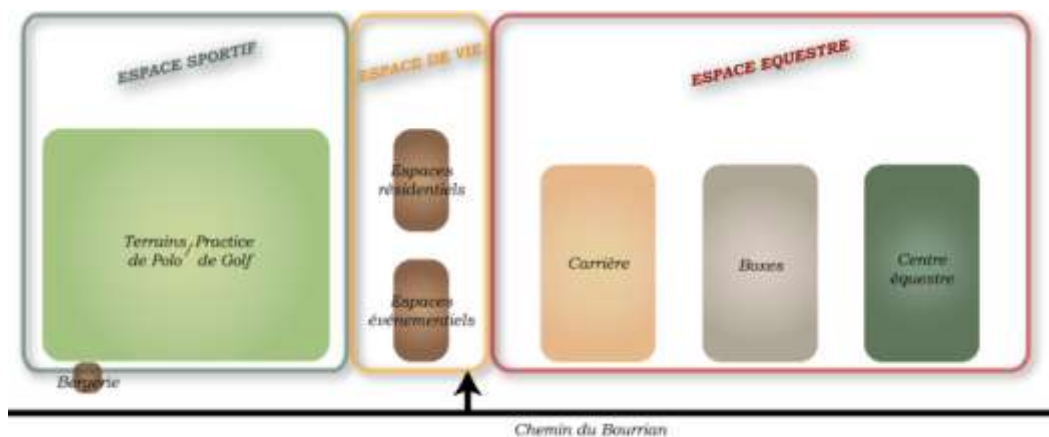 ESPACE SPORTIF
ESPACE DE VIE
ESPACE EQUESTRE
Espaces
résidentiels
Terrains / Practice
de Polo de Golf
Carrière
Boxes
Centre
équestre
Espaces
événementiels
Bergerie
Chemin du Bourrian